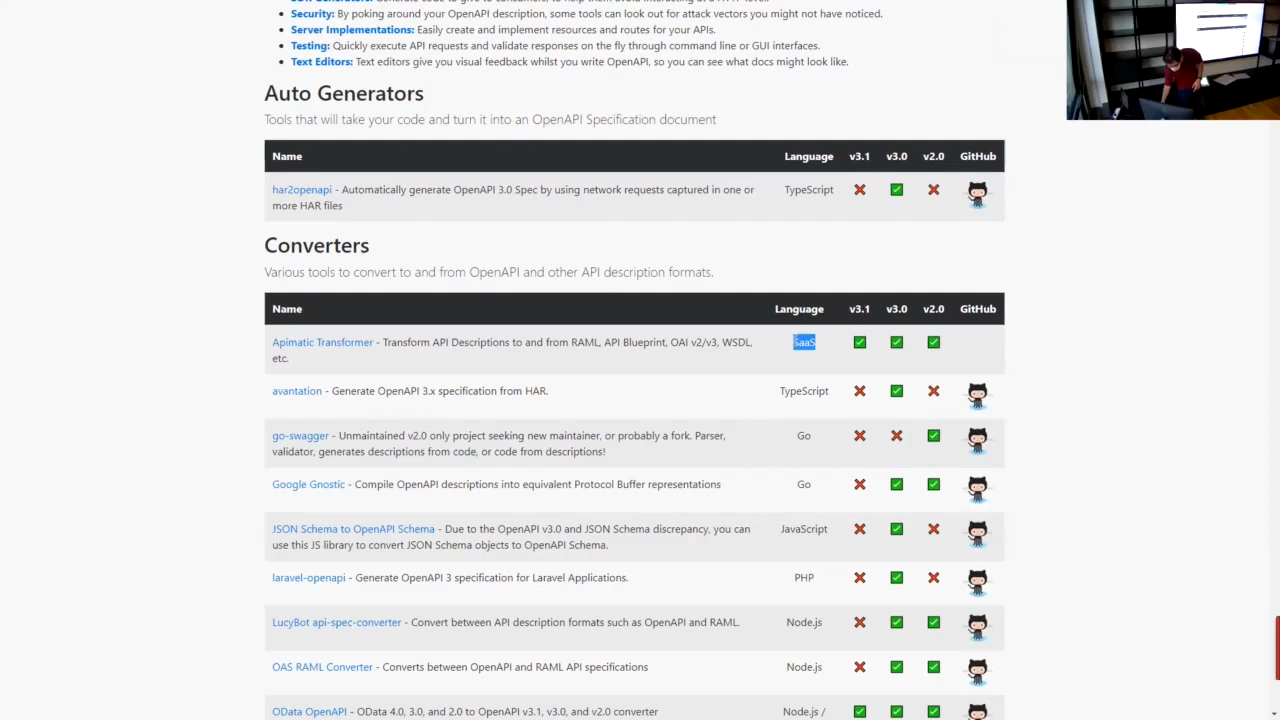 Security: By poking around your OpenAPI description, some tools can look out for attack vectors you might not have noticed.
Server Implementations: Easily create and implement resources and routes for your APIs.
Testing: Quickly execute API requests and validate responses on the fly through command line or GUI interfaces.
Text Editors: Text editors give you visual feedback whilst you write OpenAPI, so you can see what docs might look like.
Auto Generators
Tools that will take your code and turn it into an OpenAPI Specification document
Name Language v3.1 v3.0 v2.0 GitHub
har2openapi - Automatically generate OpenAPI 3.0 Spec by using network requests captured in one or TypeScript
more HAR files
Converters
Various tools to convert to and from OpenAPI and other API description formats.
Name Language v3.1 v3.0 v2.0 GitHub
Apimatic Transformer - Transform API Descriptions to and from RAML, API Blueprint, OAI v2/v3, WSDL, SaaS
etc.
avantation - Generate OpenAPI 3.x specification from HAR. TypeScript
go-swagger - Unmaintained v2.0 only project seeking new maintainer, or probably a fork. Parser, Go
validator, generates descriptions from code, or code from descriptions!
Google Gnostic - Compile OpenAPI descriptions into equivalent Protocol Buffer representations Go
JSON Schema to OpenAPI Schema - Due to the OpenAPI v3.0 and JSON Schema discrepancy, you can JavaScript
use this JS library to convert JSON Schema objects to OpenAPI Schema.
laravel-openapi - Generate OpenAPI 3 specification for Laravel Applications. PHP
LucyBot api-spec-converter - Convert between API description formats such as OpenAPI and RAML. Node.js
OAS RAML Converter - Converts between OpenAPI and RAML API specifications Node.js
OData OpenAPI - OData 4.0, 3.0, and 2.0 to OpenAPI v3.1, v3.0, and v2.0 converter Node.js /